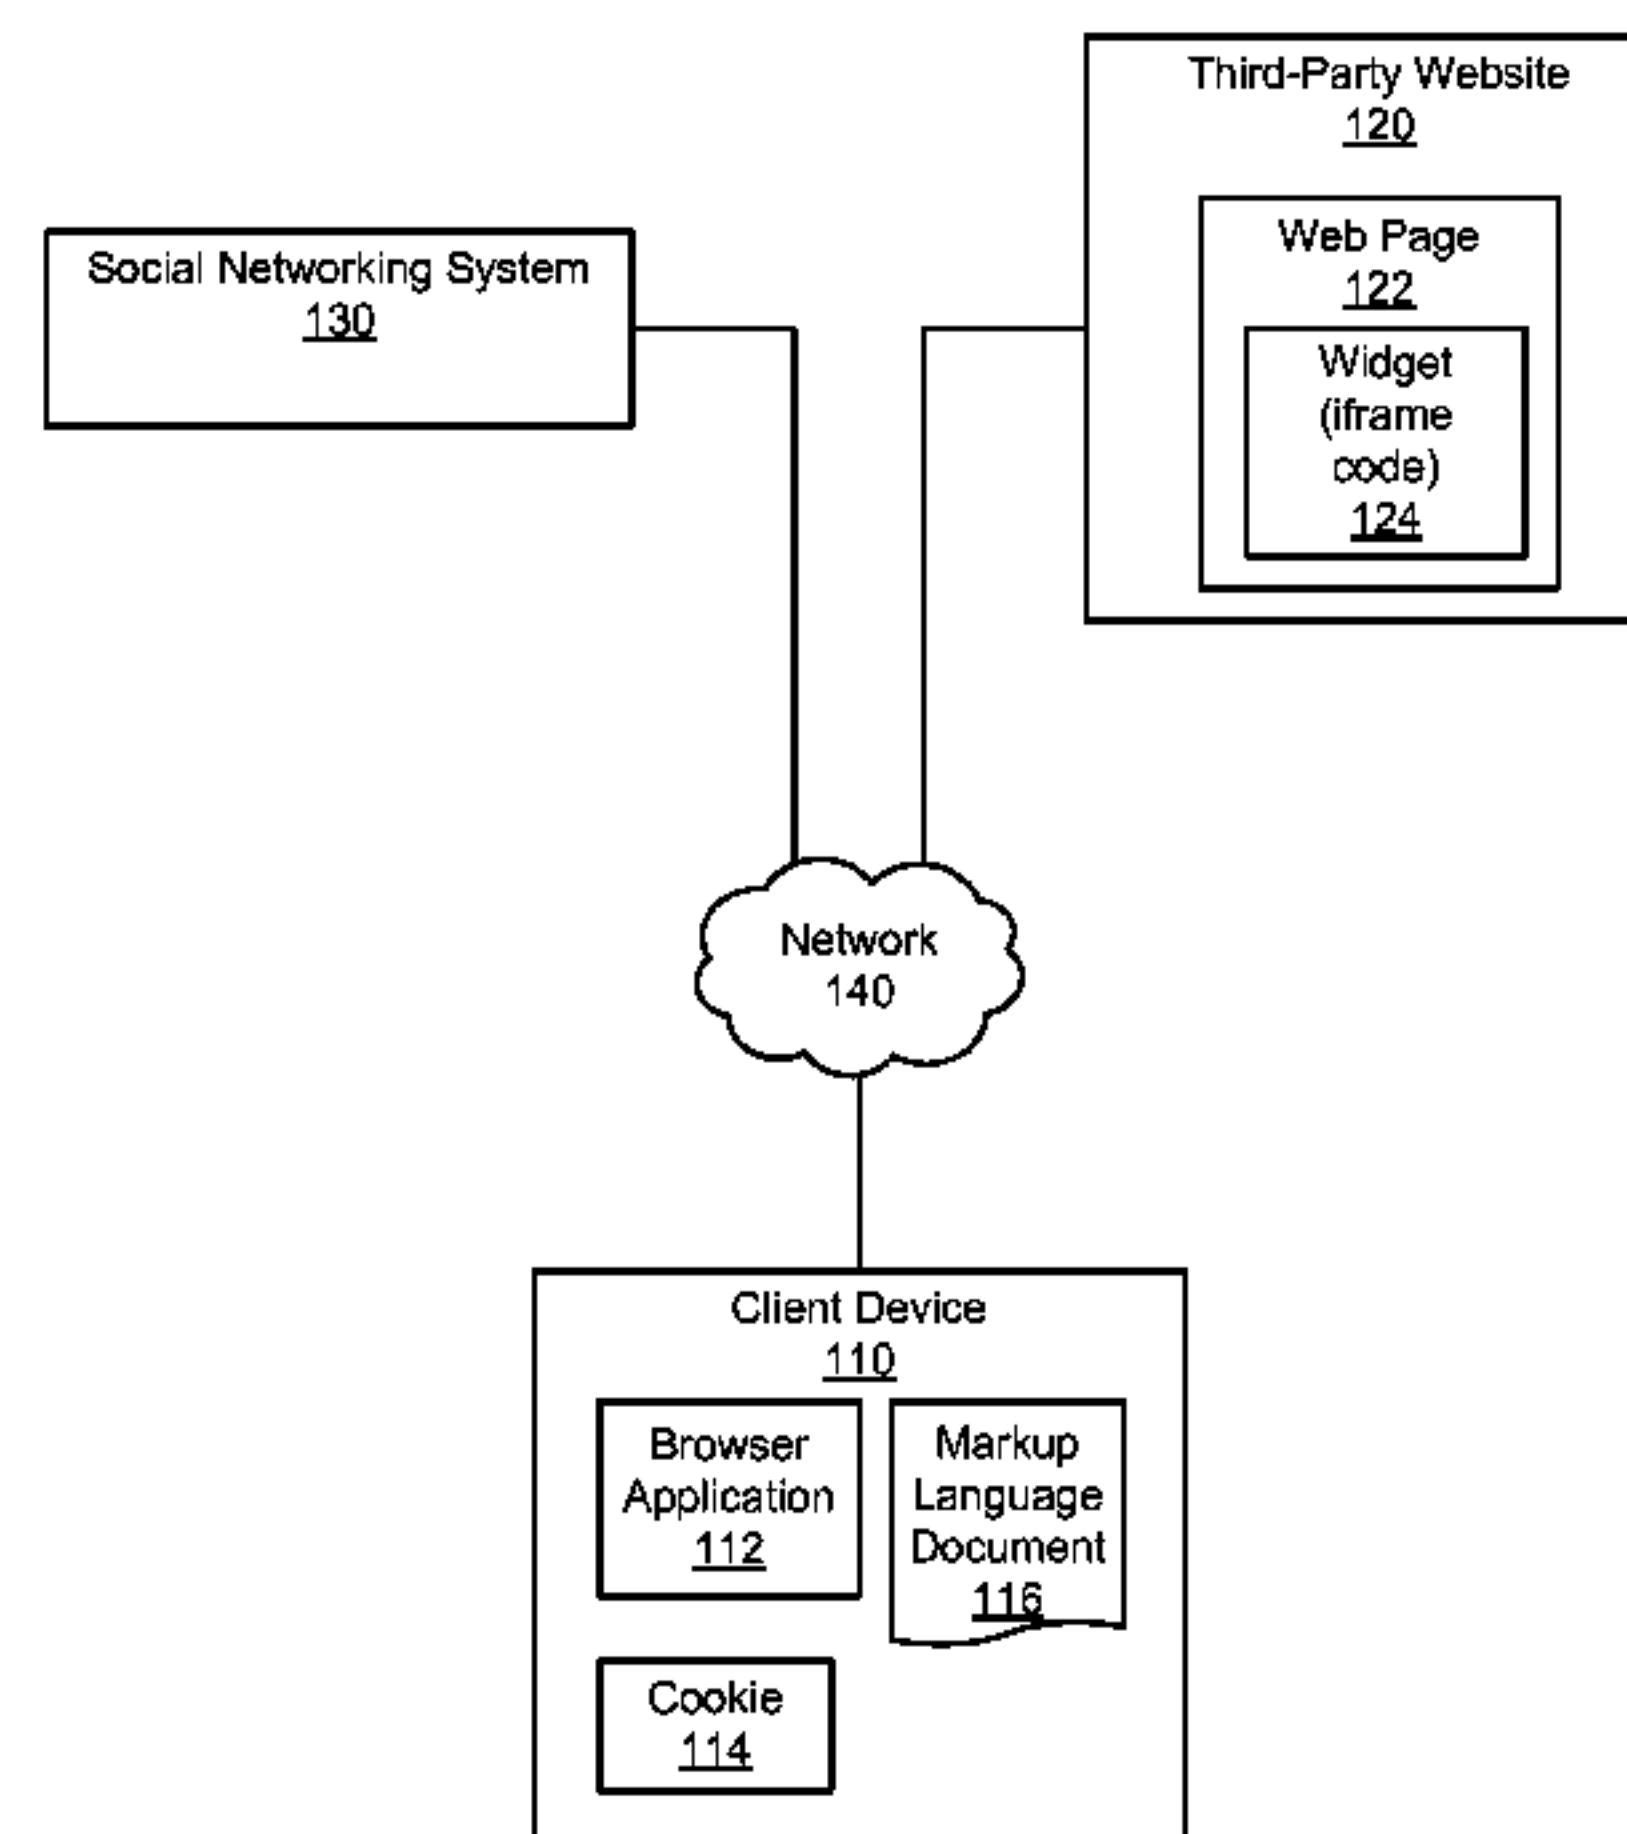 Third-Party Website
120
Web Page
122
Widget
(iframe
code)
124
Social Networking System
130
Network
140
Client Device
110
Browser
Application
112
Markup
Language
Document
116
Cookie
114